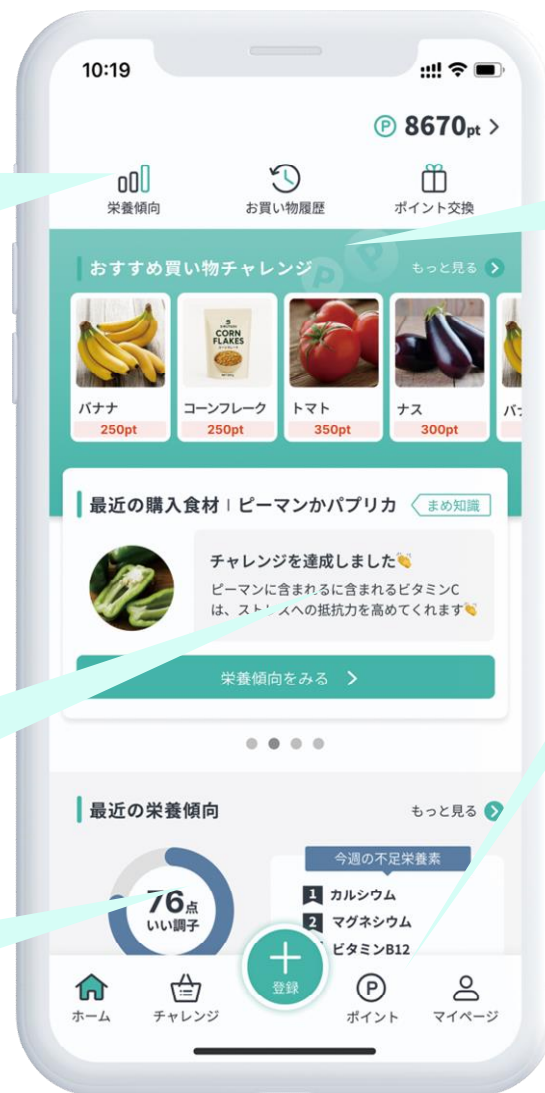 10:19
P 8670pt >
栄養傾向
お買い物履歴
ポイント交換
おすすめ買い物チャレンジ
もっと見る
CORN
FLAKES
バナナ
コーンフレーク
トマト
ナス
バ
250pt
250pt
350pt
300pt
最近の購入食材 | ピーマンかパプリカ
まめ知識
チャレンジを達成しました👏
ピーマンに含まれるに含まれるビタミンC
は、ストレスへの抵抗力を高めてくれます👏
栄養傾向をみる >
最近の栄養傾向
もっと見る
76点
いい調子
今週の不足栄養素
1 カルシウム
2 マグネシウム
ビタミンB12
ホーム
チャレンジ
登録
ポイント
マイページ